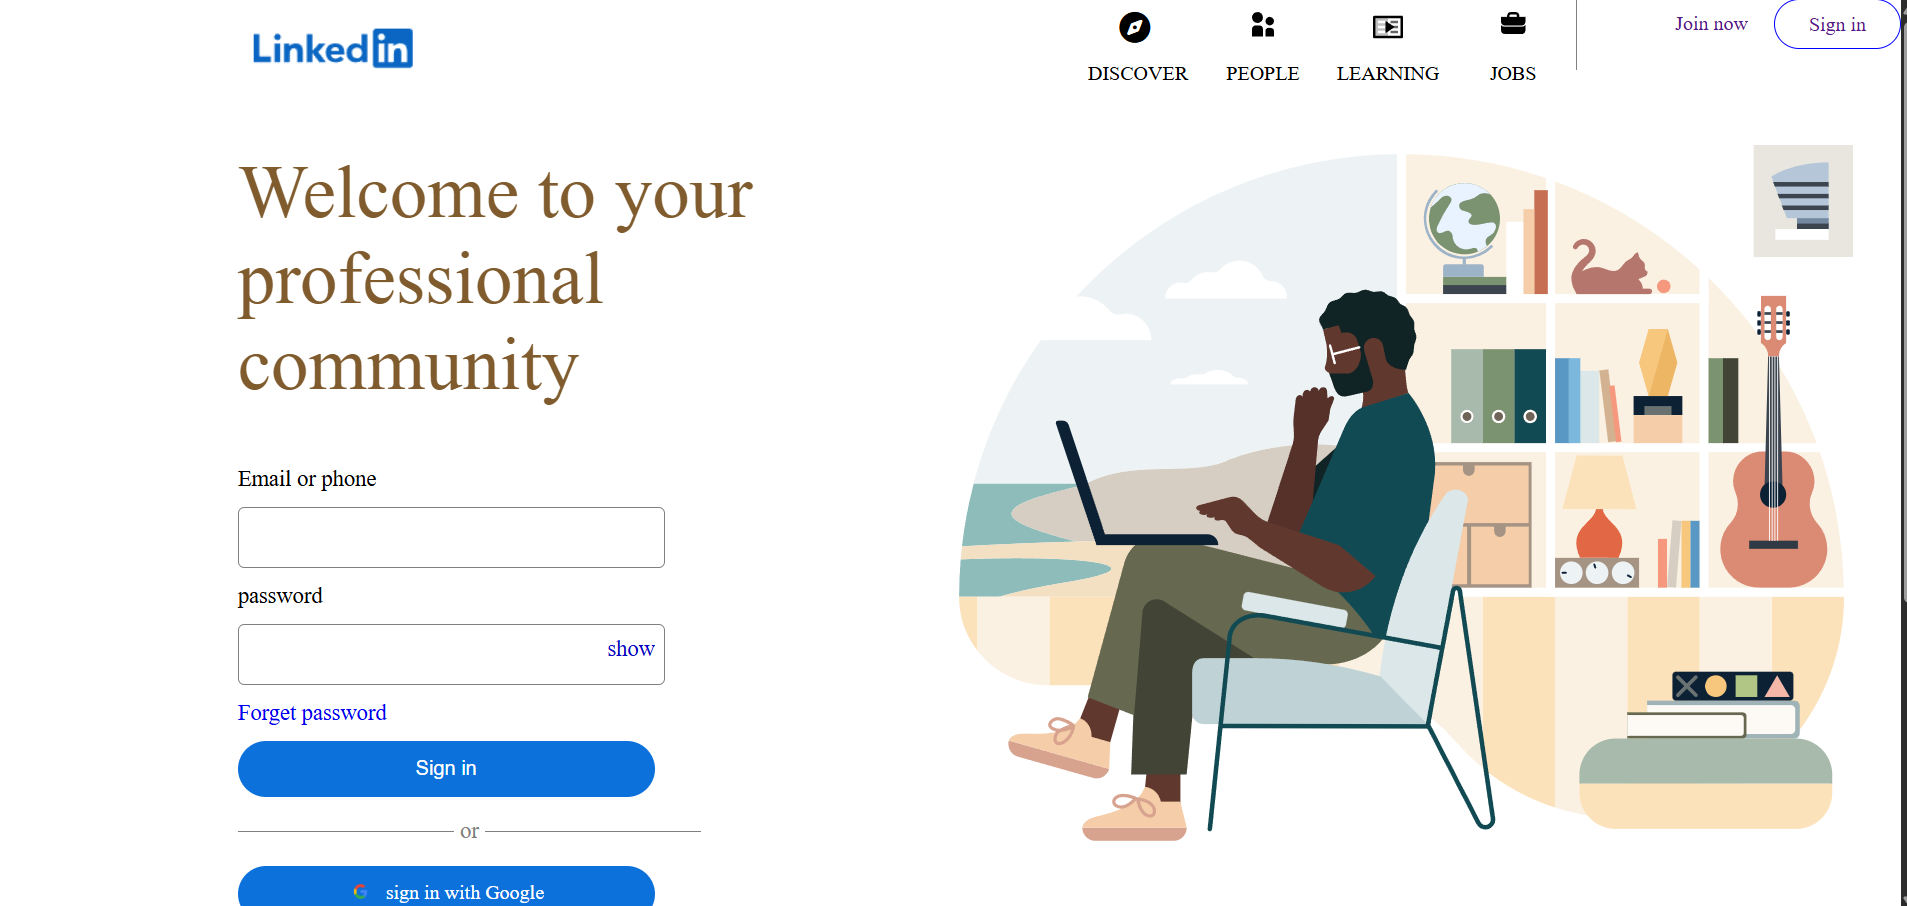 Linkedin
DISCOVER
PEOPLE
LEARNING
JOBS
Join now
Sign in
Welcome to your
professional
community
Email or phone
password
show
Forget password
Sign in
or
sign in with Google